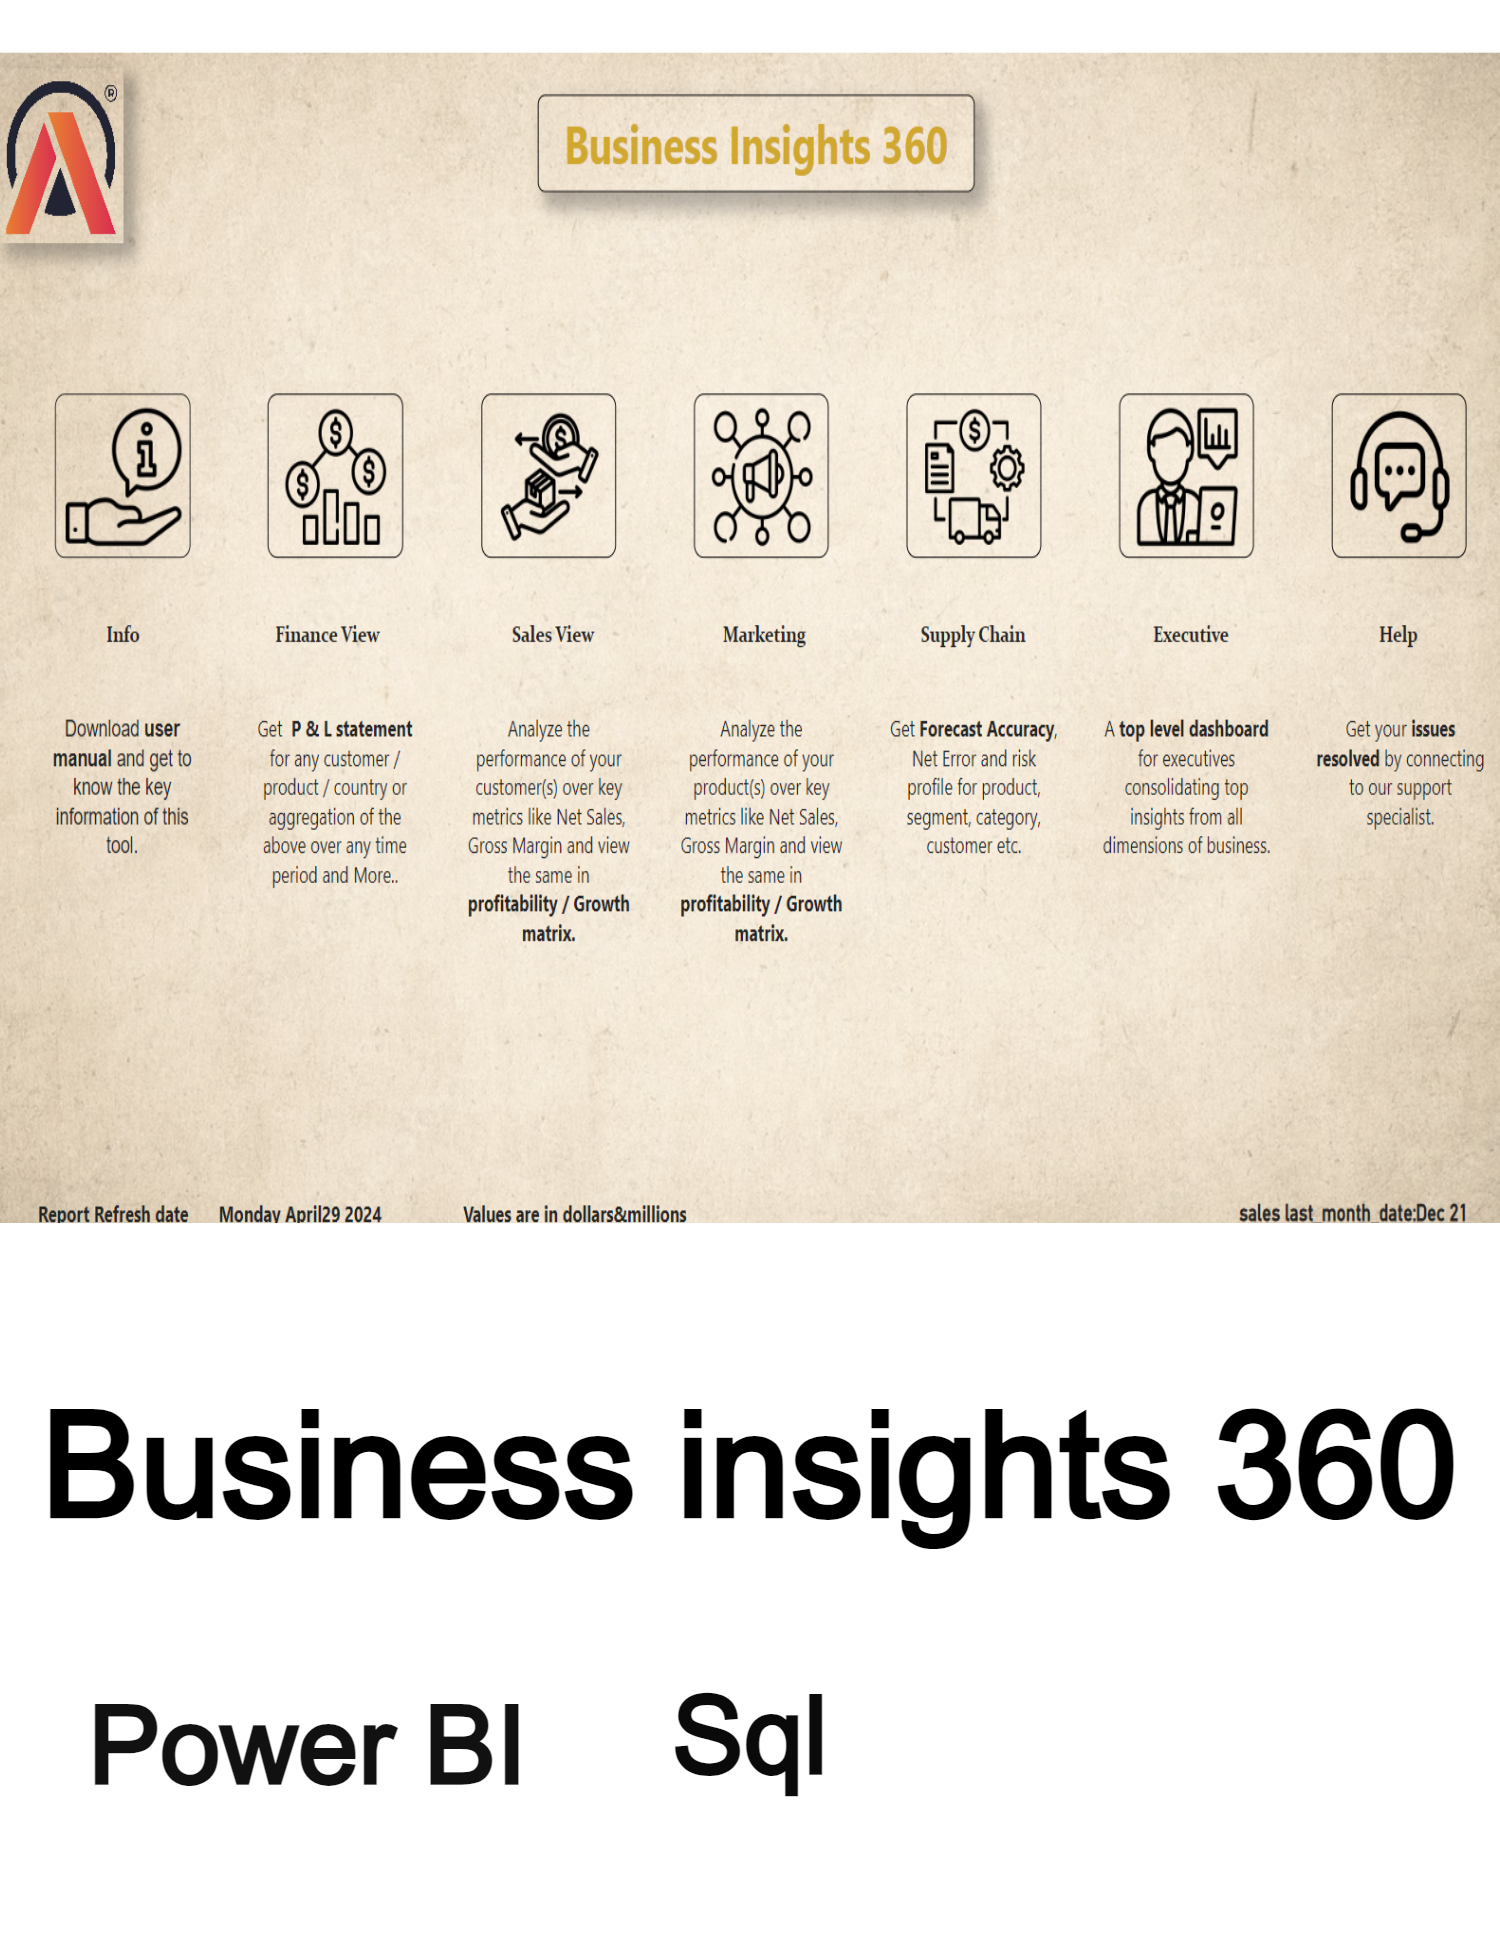 ®
Business Insights 360
Info
Finance View
Sales View
Marketing
Supply Chain
Executive
Help
Download user
manual and get to
know the key
information of this
tool.
Get P & L statement
for any customer /
product / country or
aggregation of the
above over any time
period and More..
Analyze the
performance of your
customer(s) over key
metrics like Net Sales,
Gross Margin and view
the same in
profitability / Growth
matrix.
Analyze the
performance of your
product(s) over key
metrics like Net Sales,
Gross Margin and view
the same in
profitability / Growth
matrix.
Get Forecast Accuracy,
Net Error and risk
profile for product,
segment, category,
customer etc.
A top level dashboard
for executives
consolidating top
insights from all
dimensions of business.
Get your issues
resolved by connecting
to our support
specialist.
Report Refresh date
Monday April29 2024
Values are in dollars&millions
sales last_month_date:Dec 21
Business insights 360
Power BI
Sql